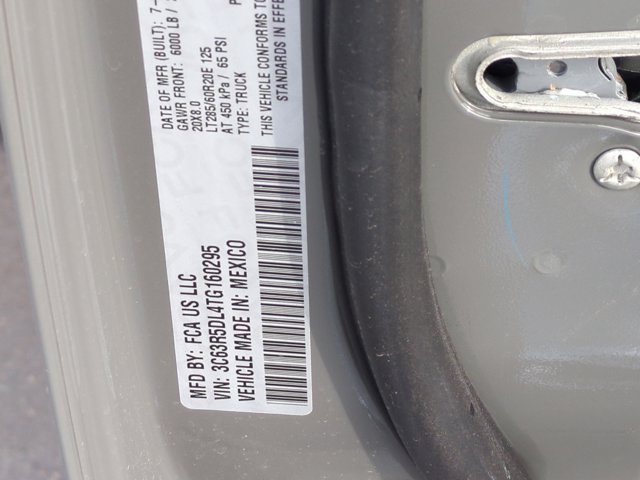 MFD BY: FCA US LLC
DATE OF MFR (BUILT): 7-
VIN: 3C63R5DL4TG160295
GAWR FRONT: 6000 LB
VEHICLE MADE IN: MEXICO
20X8.0
LT285/60R20E 125
AT 450 kPa / 65 PSI
TYPE: TRUCK
THIS VEHICLE CONFORMS TO
STANDARDS IN EFFE